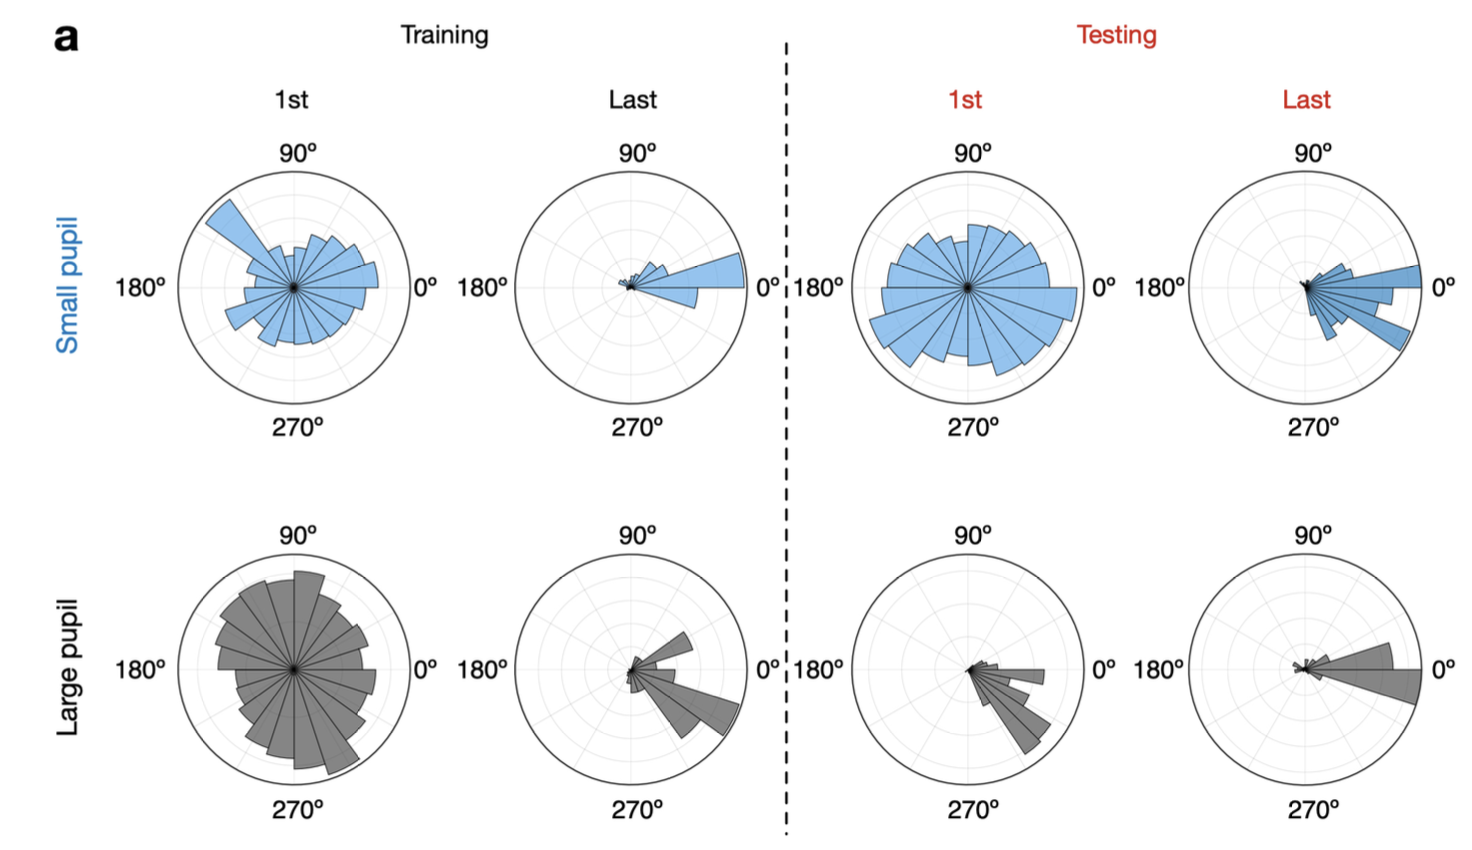 a
Training
Testing
1st
Last
1st
Last
Small pupil
90º
180º
0º
270º
90º
180º
0º
270º
90º
180º
0º
270º
90º
180º
0º
270º
Large pupil
90º
180º
0º
270º
90º
180º
0º
270º
90º
180º
0º
270º
90º
180º
0º
270º